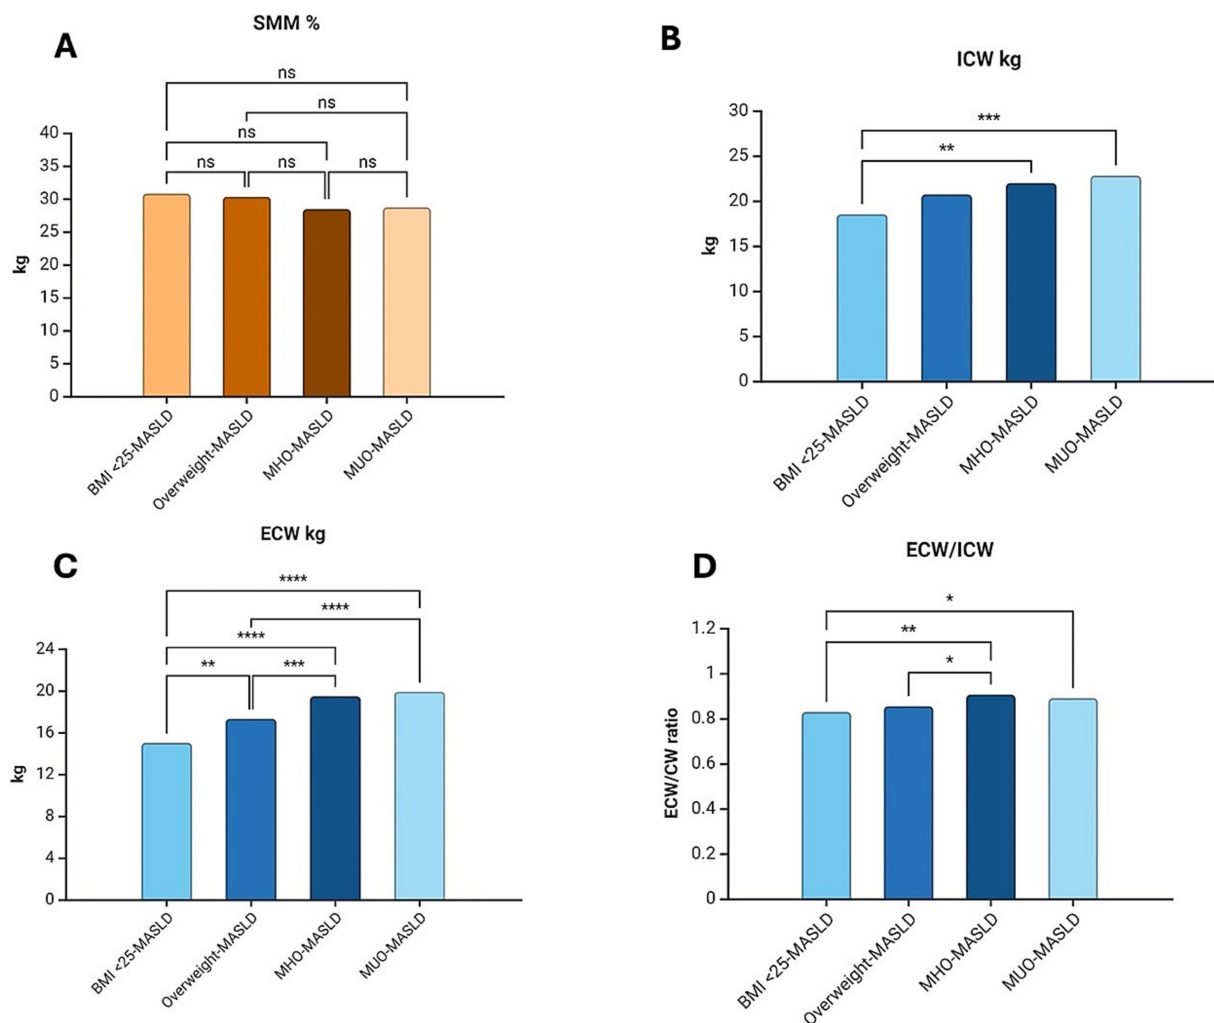 A
SMM %
ns
ns
ns
ns
ns
ns
40
35
30
25
20
15
10
5
0
kg
BMI <25-MASLD
Overweight-MASLD
MHO-MASLD
MUO-MASLD
B
ICW kg
***
**
30
25
20
15
10
5
0
kg
BMI <25-MASLD
Overweight-MASLD
MHO-MASLD
MUO-MASLD
C
ECW kg
****
****
****
**
***
24
20
16
12
8
4
0
kg
BMI <25-MASLD
Overweight-MASLD
MHO-MASLD
MUO-MASLD
D
ECW/ICW
*
**
*
1.2
1
0.8
0.6
0.4
0.2
0
ECW/CW ratio
BMI <25-MASLD
Overweight-MASLD
MHO-MASLD
MUO-MASLD